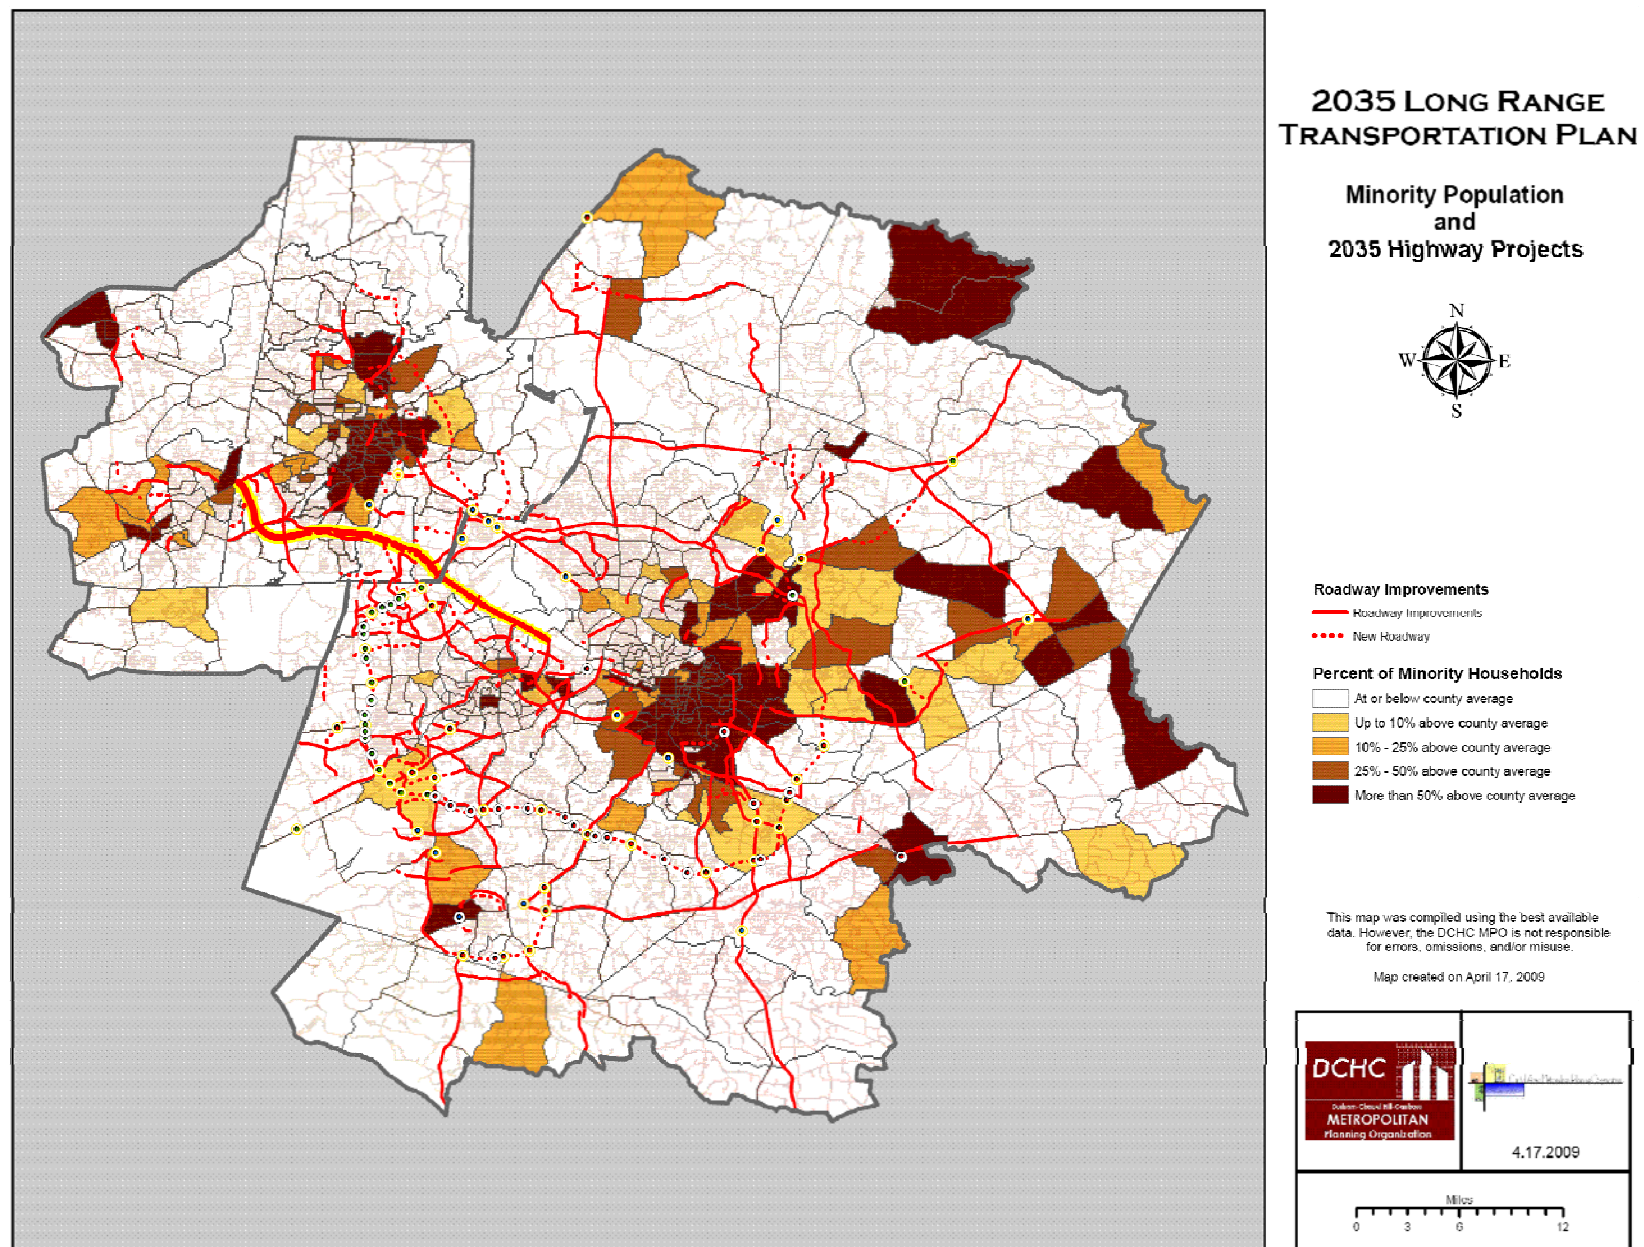 2035 LONG RANGE
TRANSPORTATION PLAN
Minority Population
and
2035 Highway Projects
N
W E
S
Roadway Improvements
Roadway Improvements
New Roadway
Percent of Minority Households
At or below county average
Up to 10% above county average
10% - 25% above county average
25% - 50% above county average
More than 50% above county average
This map was compiled using the best available
data. However, the DCHC MPO is not responsible
for errors, omissions, and/or misuse.
Map created on April 17, 2009
DCHC
Durham-Chapel Hill-Carrboro
METROPOLITAN
Planning Organization
4.17.2009
Miles
0 3 6 12